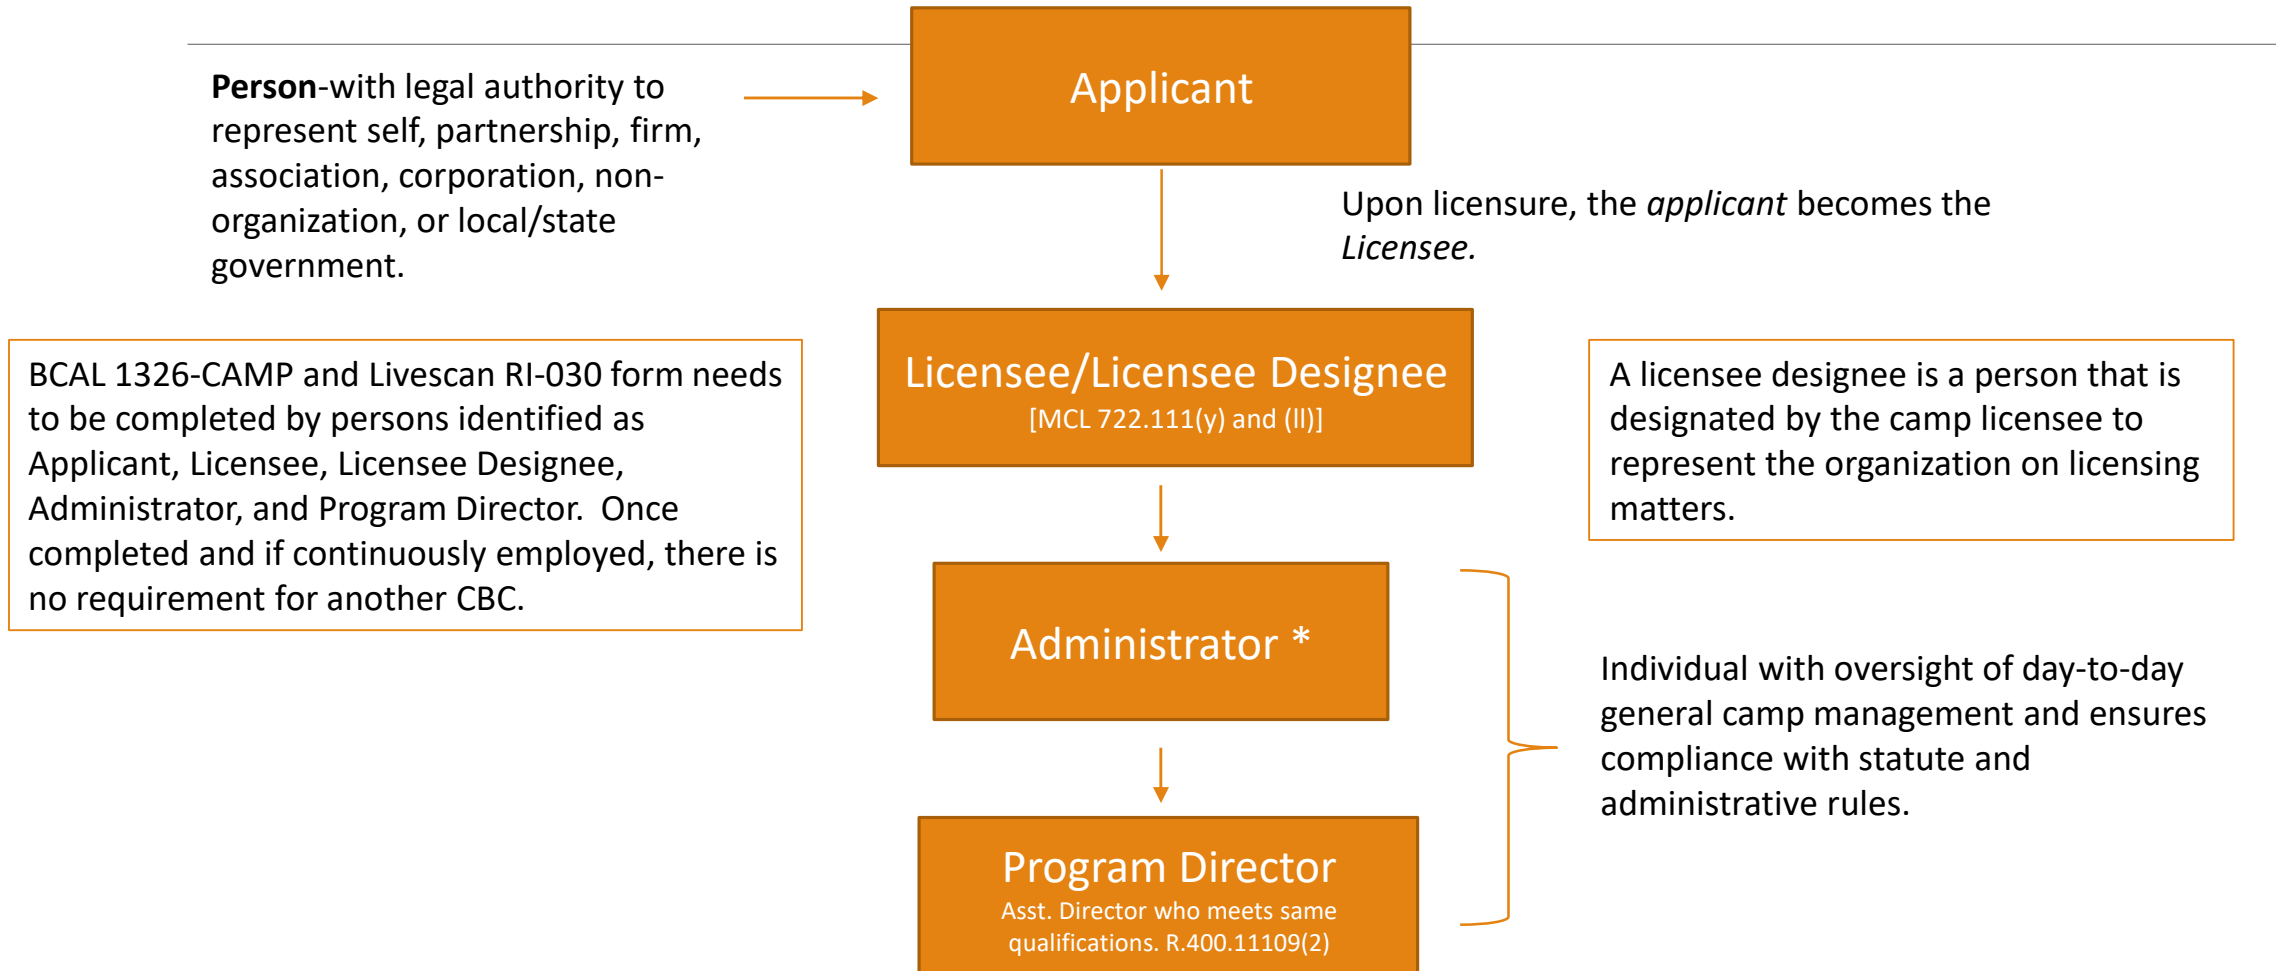 Applicant
Person-with legal authority to
represent self, partnership, firm,
association, corporation, non-
organization, or local/state
government.
Upon licensure, the applicant becomes the
Licensee.
Licensee/Licensee Designee
[MCL 722.111(y) and (ll)]
BCAL 1326-CAMP and Livescan RI-030 form needs
to be completed by persons identified as
Applicant, Licensee, Licensee Designee,
Administrator, and Program Director.  Once
completed and if continuously employed, there is
no requirement for another CBC.
A licensee designee is a person that is
designated by the camp licensee to
represent the organization on licensing
matters.
Administrator *
Individual with oversight of day-to-day
general camp management and ensures
compliance with statute and
administrative rules.
Program Director
Asst. Director who meets same
qualifications. R.400.11109(2)